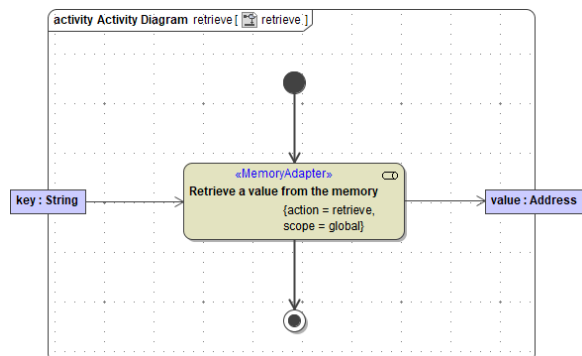 activity Activity Diagram retrieve [ retrieve ]
«MemoryAdapter»
Retrieve a value from the memory
{action = retrieve,
scope = global}
key : String
value : Address